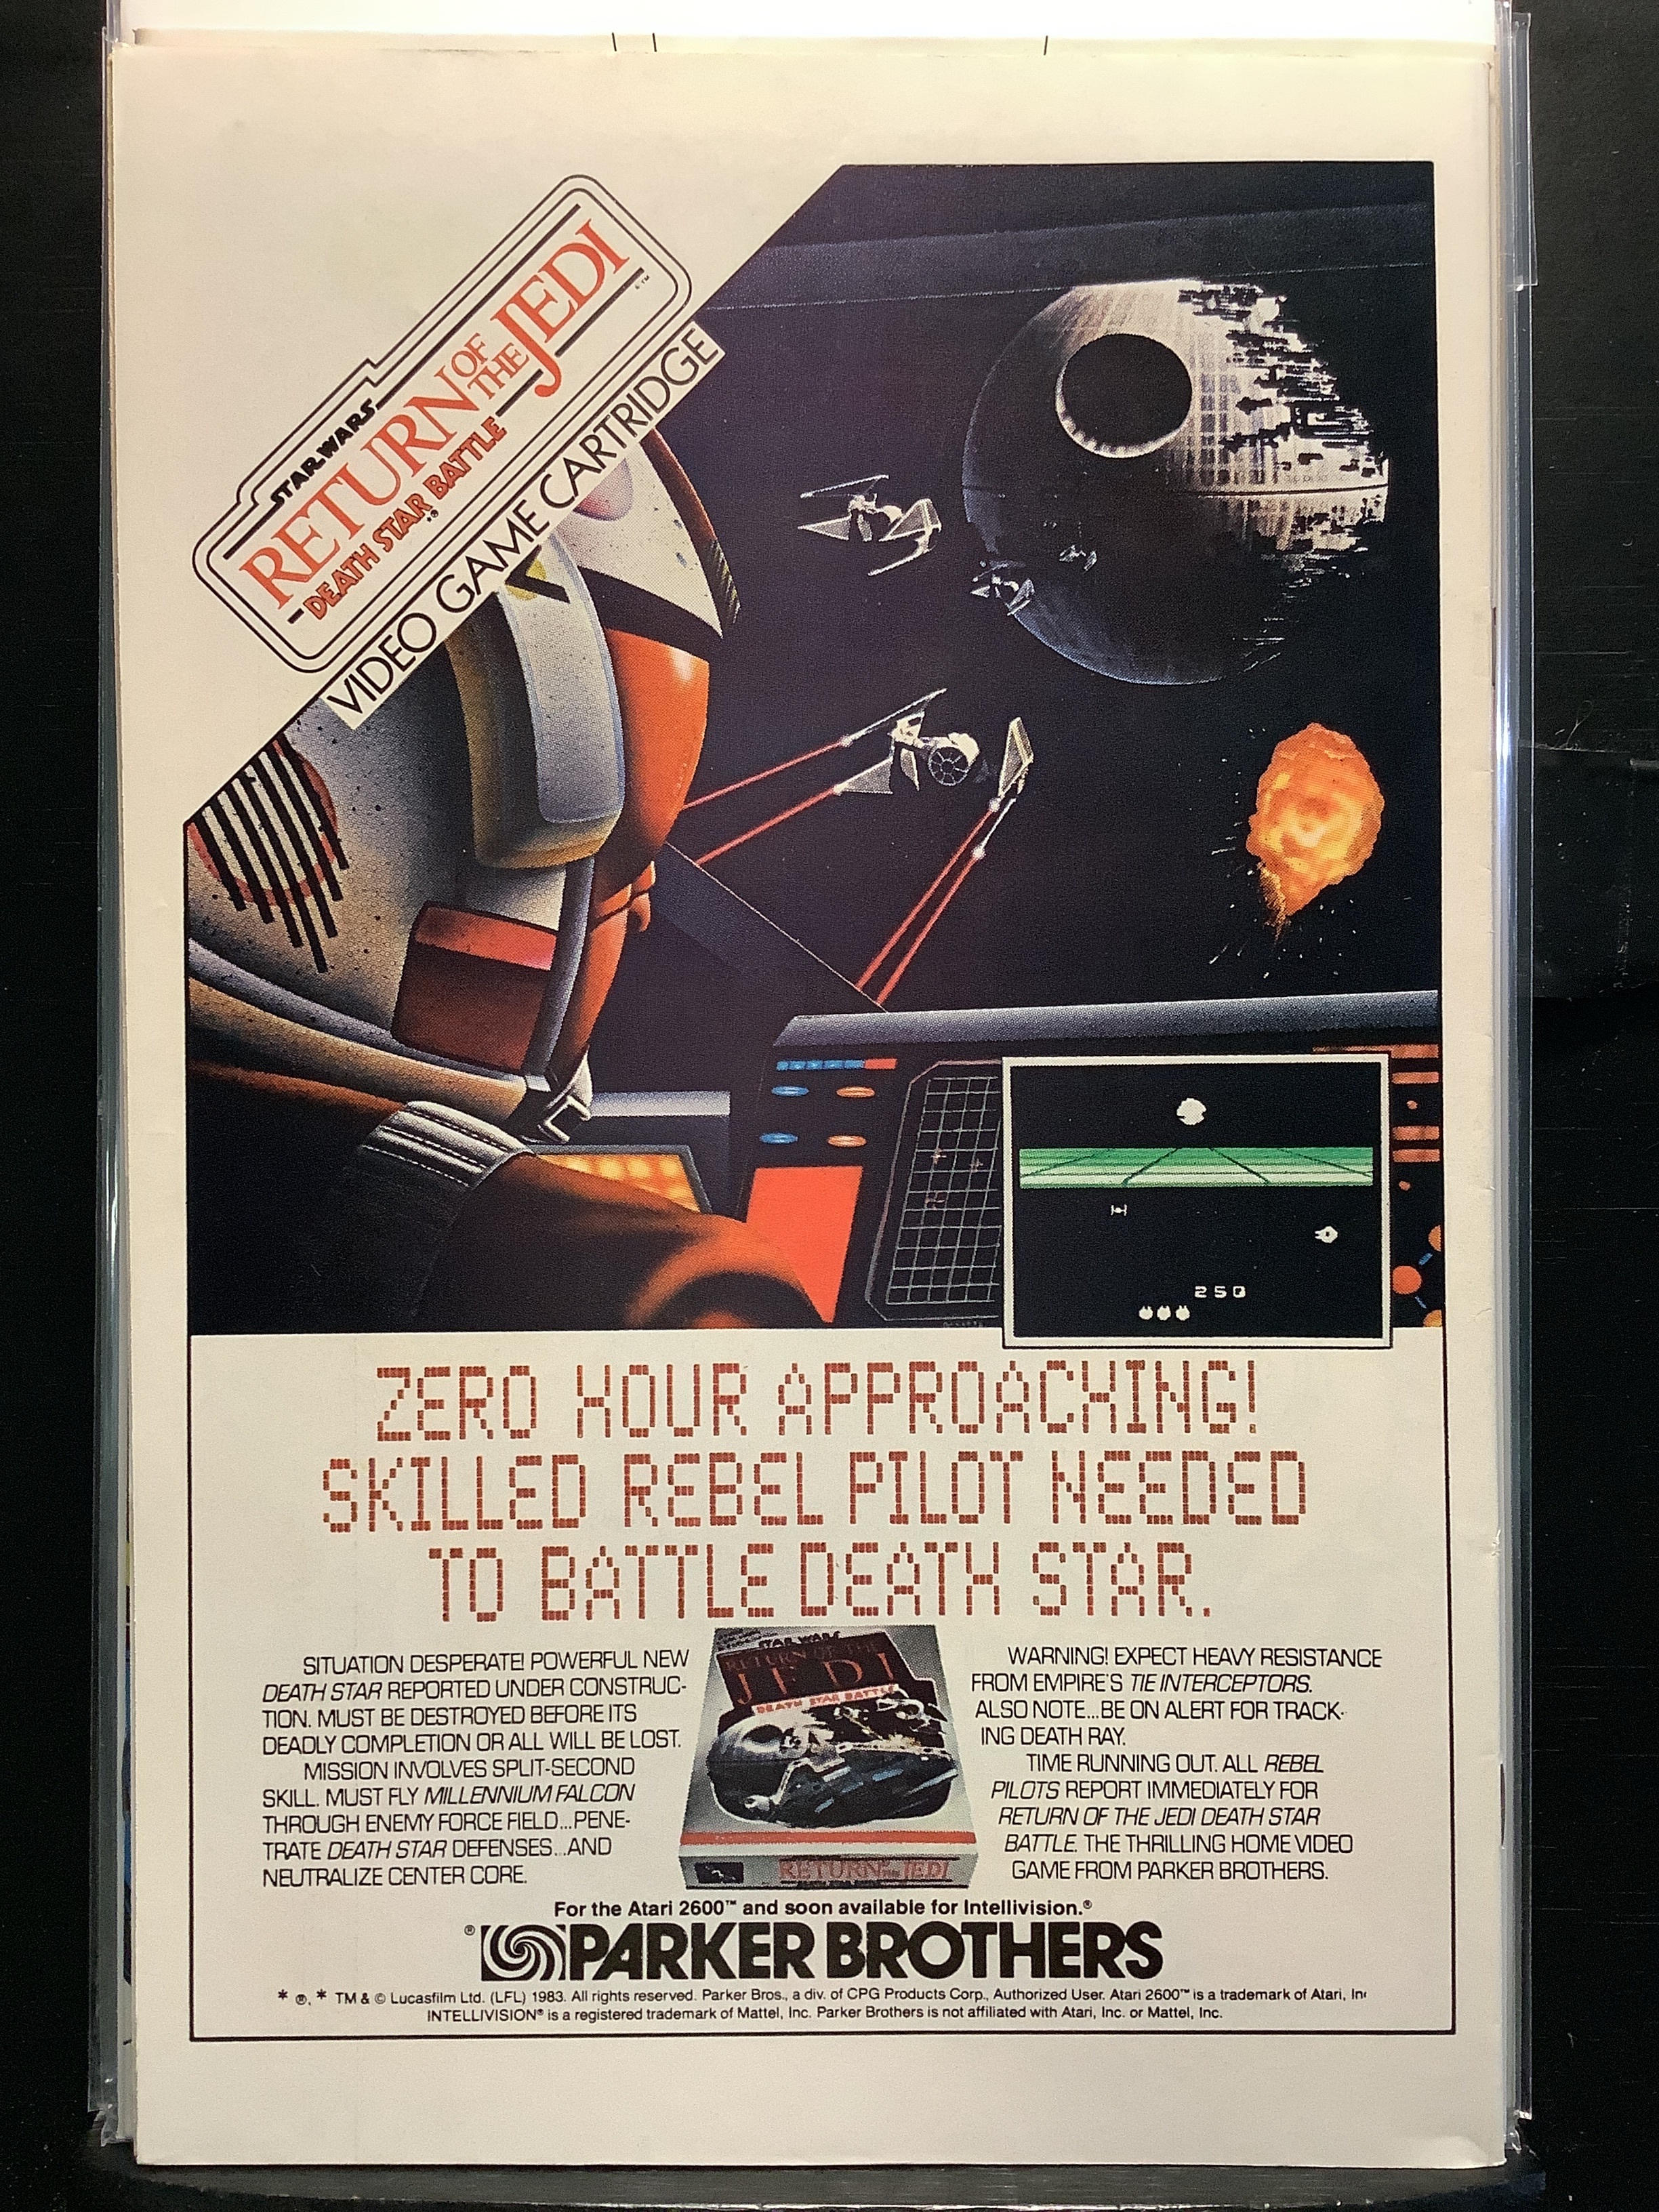 STAR WARS
RETURN OF THE JEDI
DEATH STAR BATTLE
VIDEO GAME CARTRIDGE
250
ZERO HOUR APPROACHING!
SKILLED REBEL PILOT NEEDED
TO BATTLE DEATH STAR.
SITUATION DESPERATE! POWERFUL NEW
DEATH STAR REPORTED UNDER CONSTRUC-
TION. MUST BE DESTROYED BEFORE ITS
DEADLY COMPLETION OR ALL WILL BE LOST.
MISSION INVOLVES SPLIT-SECOND
SKILL. MUST FLY MILLENNIUM FALCON
THROUGH ENEMY FORCE FIELD...PENE-
TRATE DEATH STAR DEFENSES...AND
NEUTRALIZE CENTER CORE.
STAR WARS
RETURN OF THE
JEDI
DEATH STAR BATTLE
RETURN OF THE JEDI
WARNING! EXPECT HEAVY RESISTANCE
FROM EMPIRE'S TIE INTERCEPTORS.
ALSO NOTE...BE ON ALERT FOR TRACK-
ING DEATH RAY.
TIME RUNNING OUT. ALL REBEL
PILOTS REPORT IMMEDIATELY FOR
RETURN OF THE JEDI DEATH STAR
BATTLE. THE THRILLING HOME VIDEO
GAME FROM PARKER BROTHERS.
For the Atari 2600™ and soon available for Intellivision.®
® PARKER BROTHERS
* ®, * TM & © Lucasfilm Ltd. (LFL) 1983. All rights reserved. Parker Bros., a div. of CPG Products Corp., Authorized User. Atari 2600™ is a trademark of Atari, Inc
INTELLIVISION® is a registered trademark of Mattel, Inc. Parker Brothers is not affiliated with Atari, Inc. or Mattel, Inc.